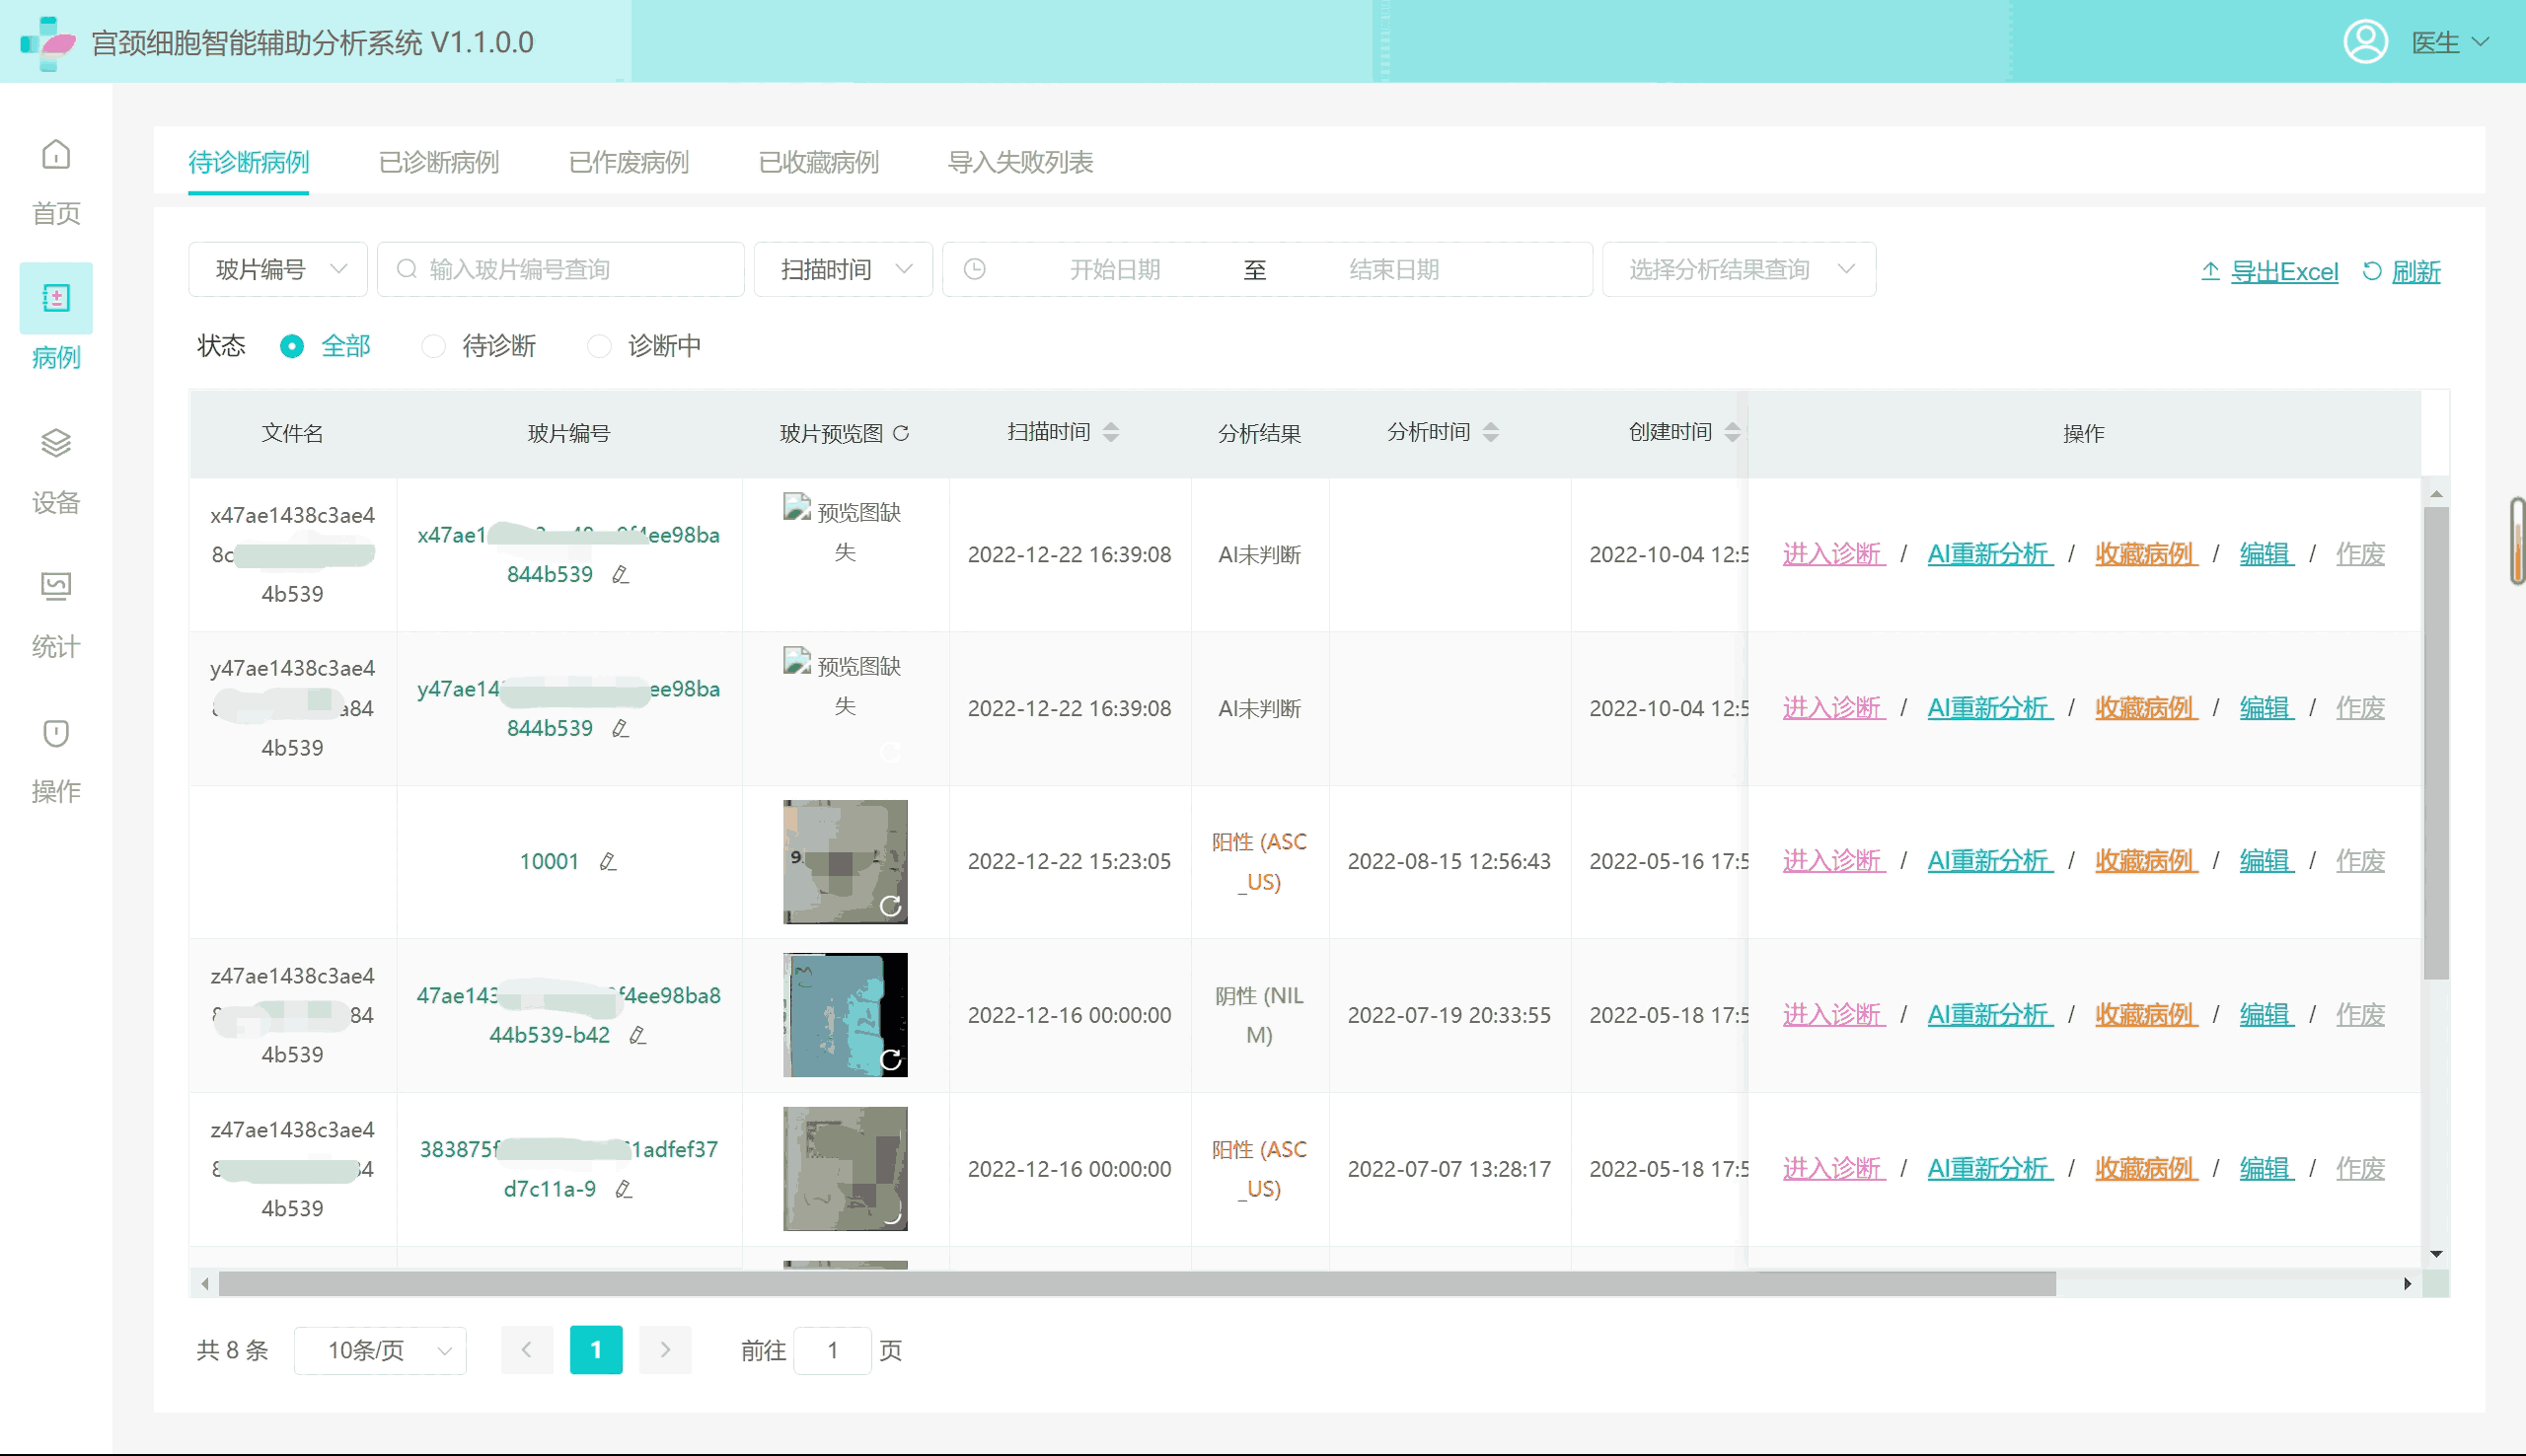 宫颈细胞智能辅助分析系统 V1.1.0.0
医生
首页
病例
设备
统计
操作
待诊断病例 已诊断病例 已作废病例 已收藏病例 导入失败列表
玻片编号 输入玻片编号查询 扫描时间 开始日期 至 结束日期 选择分析结果查询 导出Excel 刷新
状态 全部 待诊断 诊断中
文件名 玻片编号 玻片预览图 扫描时间 分析结果 分析时间 创建时间 操作
x47ae1438c3ae4
8c
4b539
x47ae1 ee98ba
844b539
预览图缺
失
2022-12-22 16:39:08
AI未判断
2022-10-04 12:5
进入诊断 / AI重新分析 / 收藏病例 / 编辑 / 作废
y47ae1438c3ae4
a84
4b539
y47ae14 ee98ba
844b539
预览图缺
失
2022-12-22 16:39:08
AI未判断
2022-10-04 12:5
进入诊断 / AI重新分析 / 收藏病例 / 编辑 / 作废
10001
2022-12-22 15:23:05
阳性 (ASC
_US)
2022-08-15 12:56:43
2022-05-16 17:5
进入诊断 / AI重新分析 / 收藏病例 / 编辑 / 作废
z47ae1438c3ae4
84
4b539
47ae143 f4ee98ba8
44b539-b42
2022-12-16 00:00:00
阴性 (NIL
M)
2022-07-19 20:33:55
2022-05-18 17:5
进入诊断 / AI重新分析 / 收藏病例 / 编辑 / 作废
z47ae1438c3ae4
8 84
4b539
383875f 1adfef37
d7c11a-9
2022-12-16 00:00:00
阳性 (ASC
_US)
2022-07-07 13:28:17
2022-05-18 17:5
进入诊断 / AI重新分析 / 收藏病例 / 编辑 / 作废
共 8 条 10条/页 1 前往 1 页